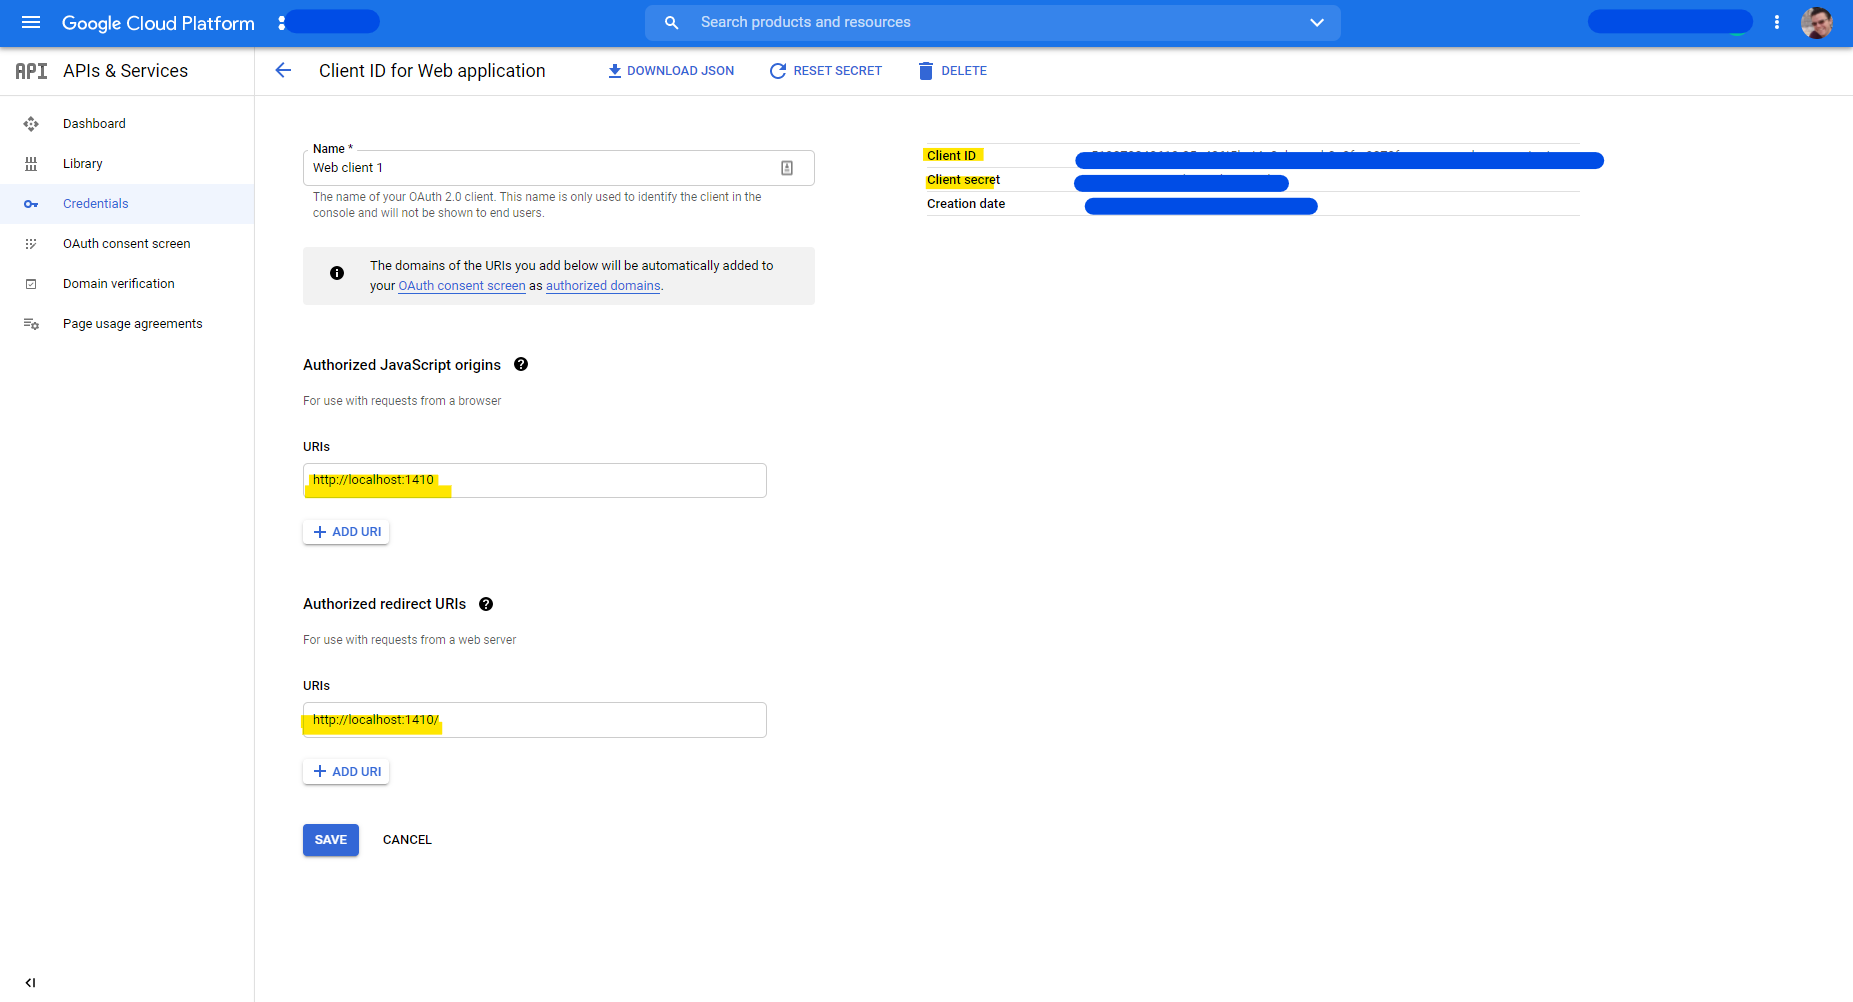 Google Cloud Platform
Search products and resources
API APIs & Services
Client ID for Web application
DOWNLOAD JSON
RESET SECRET
DELETE
Dashboard
Library
Credentials
OAuth consent screen
Domain verification
Page usage agreements
Name *
Web client 1
The name of your OAuth 2.0 client. This name is only used to identify the client in the
console and will not be shown to end users.
The domains of the URIs you add below will be automatically added to
your OAuth consent screen as authorized domains.
Authorized JavaScript origins
For use with requests from a browser
URIs
http://localhost:1410
ADD URI
Authorized redirect URIs
For use with requests from a web server
URIs
http://localhost:1410/
ADD URI
SAVE
CANCEL
Client ID
Client secret
Creation date